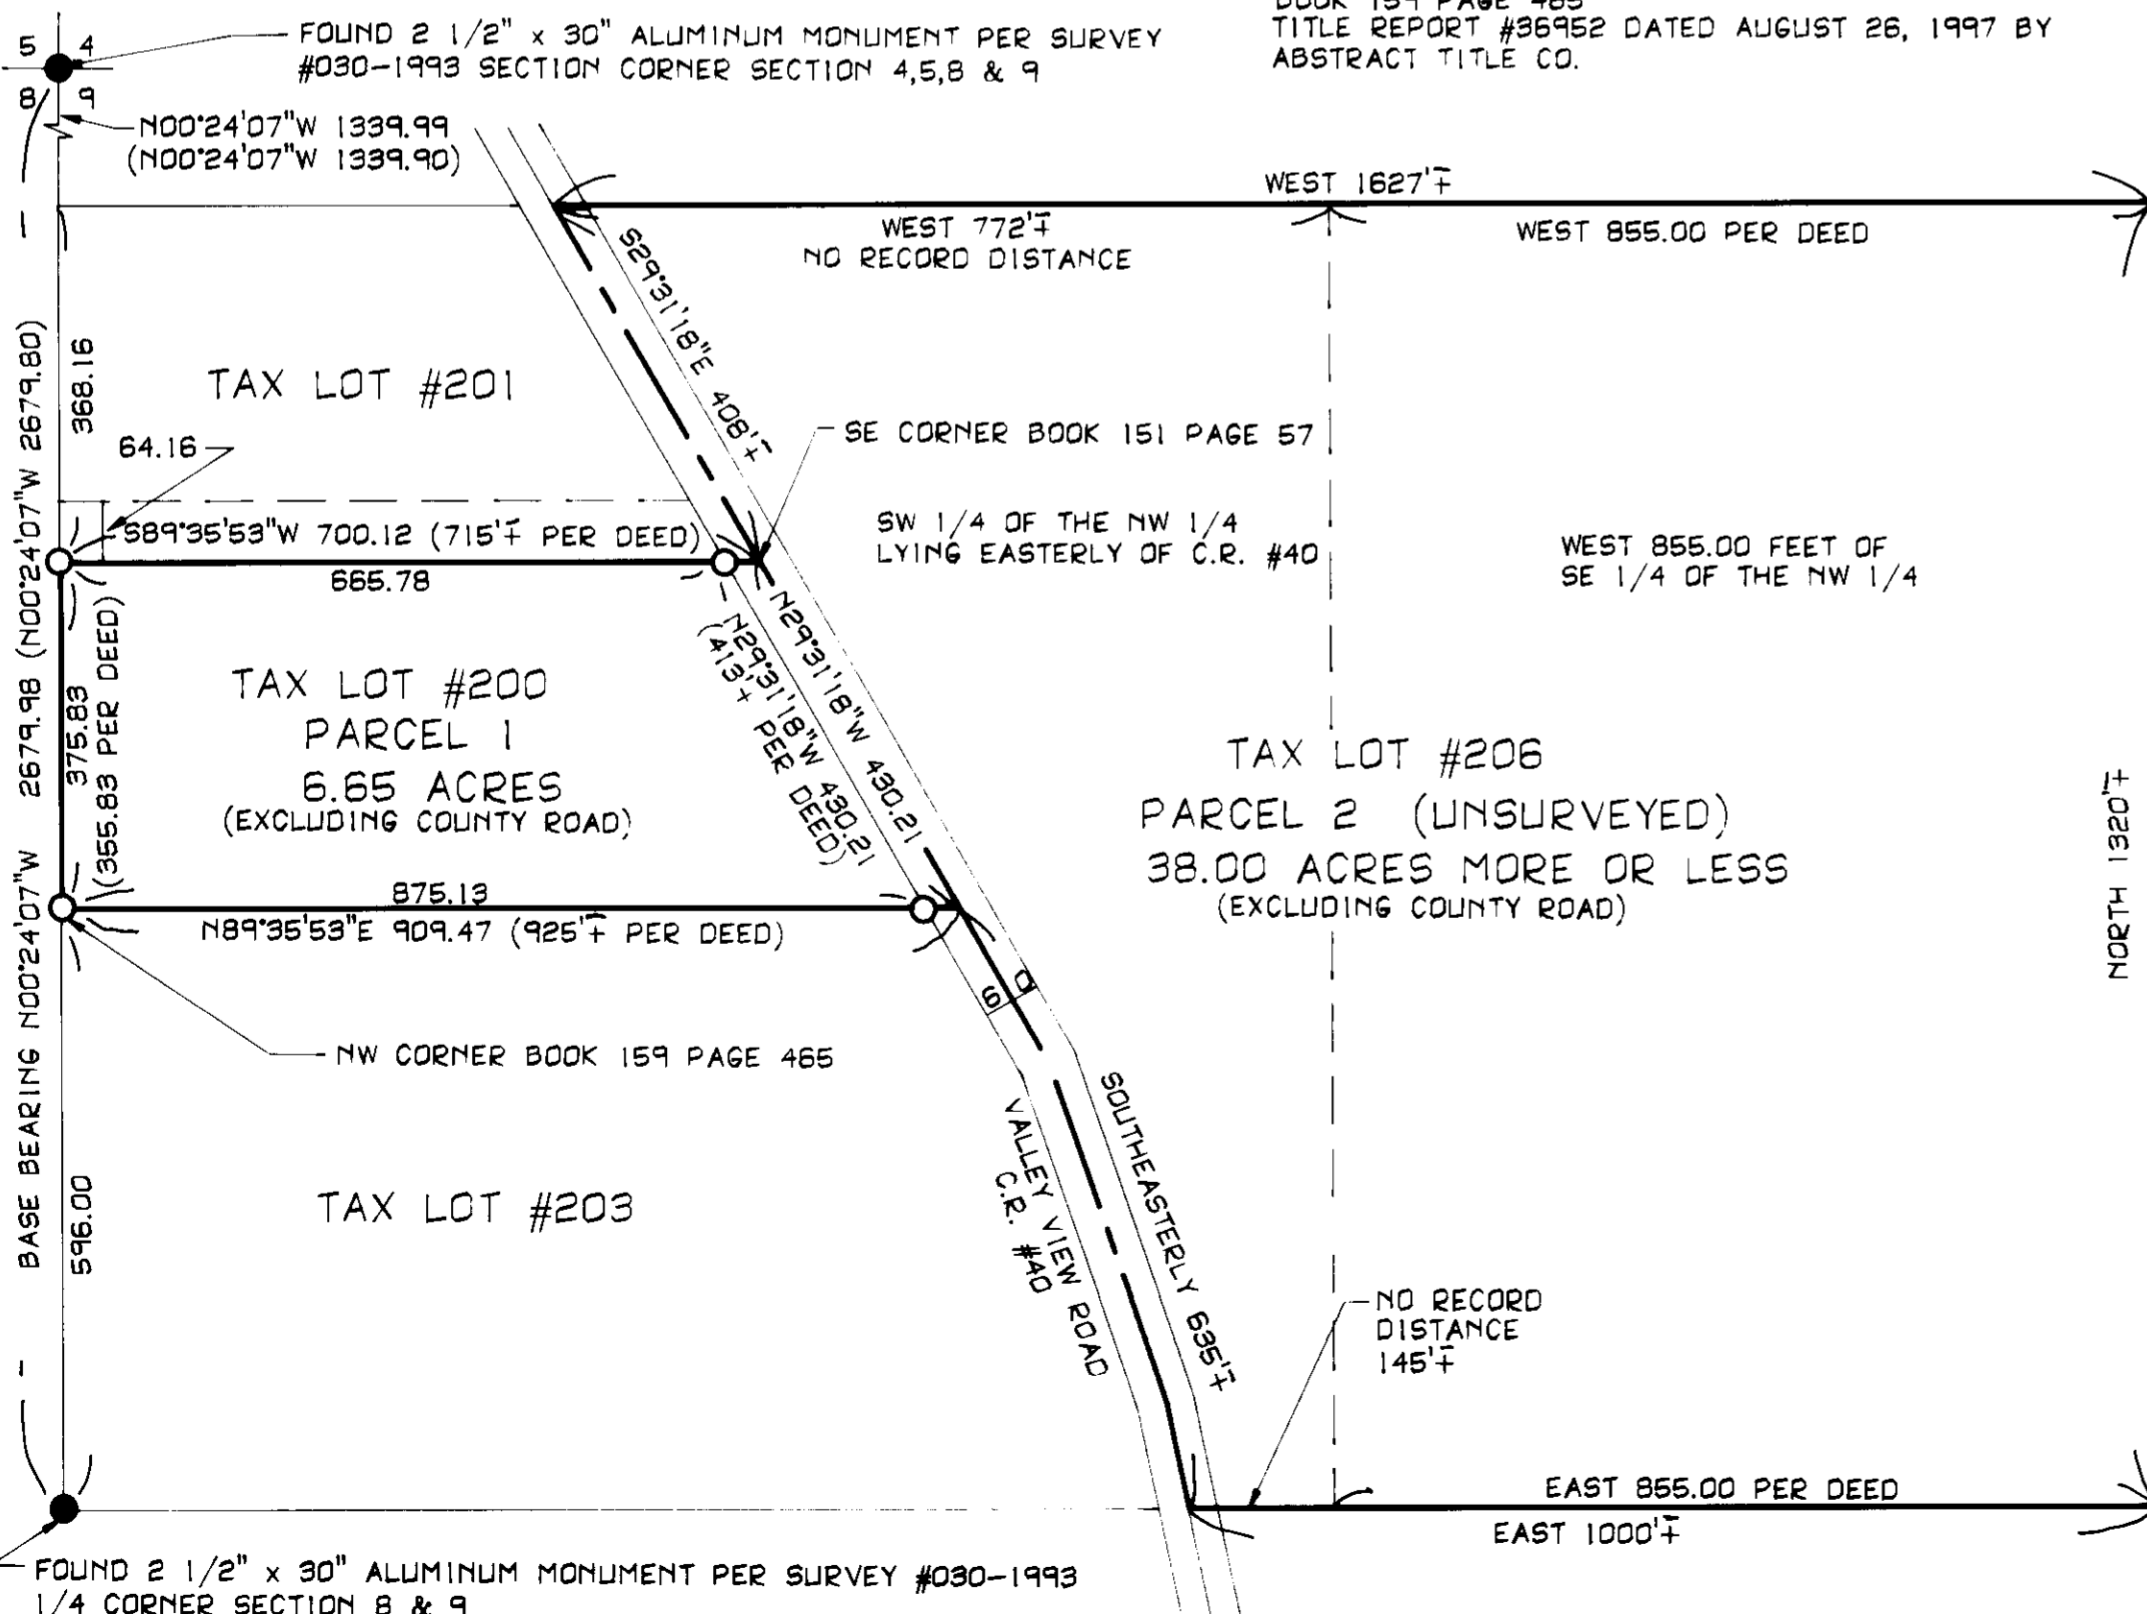 BOOK 159 PAGE 465
TITLE REPORT #36952 DATED AUGUST 26, 1997 BY
ABSTRACT TITLE CO.
FOUND 2 1/2" x 30" ALUMINUM MONUMENT PER SURVEY
#030-1993 SECTION CORNER SECTION 4,5,8 & 9
5 4
8 9
N00°24'07"W 1339.99
(N00°24'07"W 1339.90)
WEST 1627'∓
WEST 772'∓
NO RECORD DISTANCE
WEST 855.00 PER DEED
S29°31'18"E 408'∓
368.16
TAX LOT #201
64.16
SE CORNER BOOK 151 PAGE 57
S89°35'53"W 700.12 (715'∓ PER DEED)
665.78
SW 1/4 OF THE NW 1/4
LYING EASTERLY OF C.R. #40
WEST 855.00 FEET OF
SE 1/4 OF THE NW 1/4
N29°31'18"W 430.21
N29°31'18"W 430.21
(413'∓ PER DEED)
375.83
(355.83 PER DEED)
TAX LOT #200
PARCEL 1
6.65 ACRES
(EXCLUDING COUNTY ROAD)
TAX LOT #206
PARCEL 2 (UNSURVEYED)
38.00 ACRES MORE OR LESS
(EXCLUDING COUNTY ROAD)
NORTH 1320'∓
875.13
N89°35'53"E 909.47 (925'∓ PER DEED)
NW CORNER BOOK 159 PAGE 465
BASE BEARING N00°24'07"W 2679.98 (N00°24'07"W 2679.80)
596.00
TAX LOT #203
VALLEY VIEW ROAD
C.R. #40
SOUTHEASTERLY 635'∓
NO RECORD
DISTANCE
145'∓
EAST 855.00 PER DEED
EAST 1000'∓
FOUND 2 1/2" x 30" ALUMINUM MONUMENT PER SURVEY #030-1993
1/4 CORNER SECTION 8 & 9